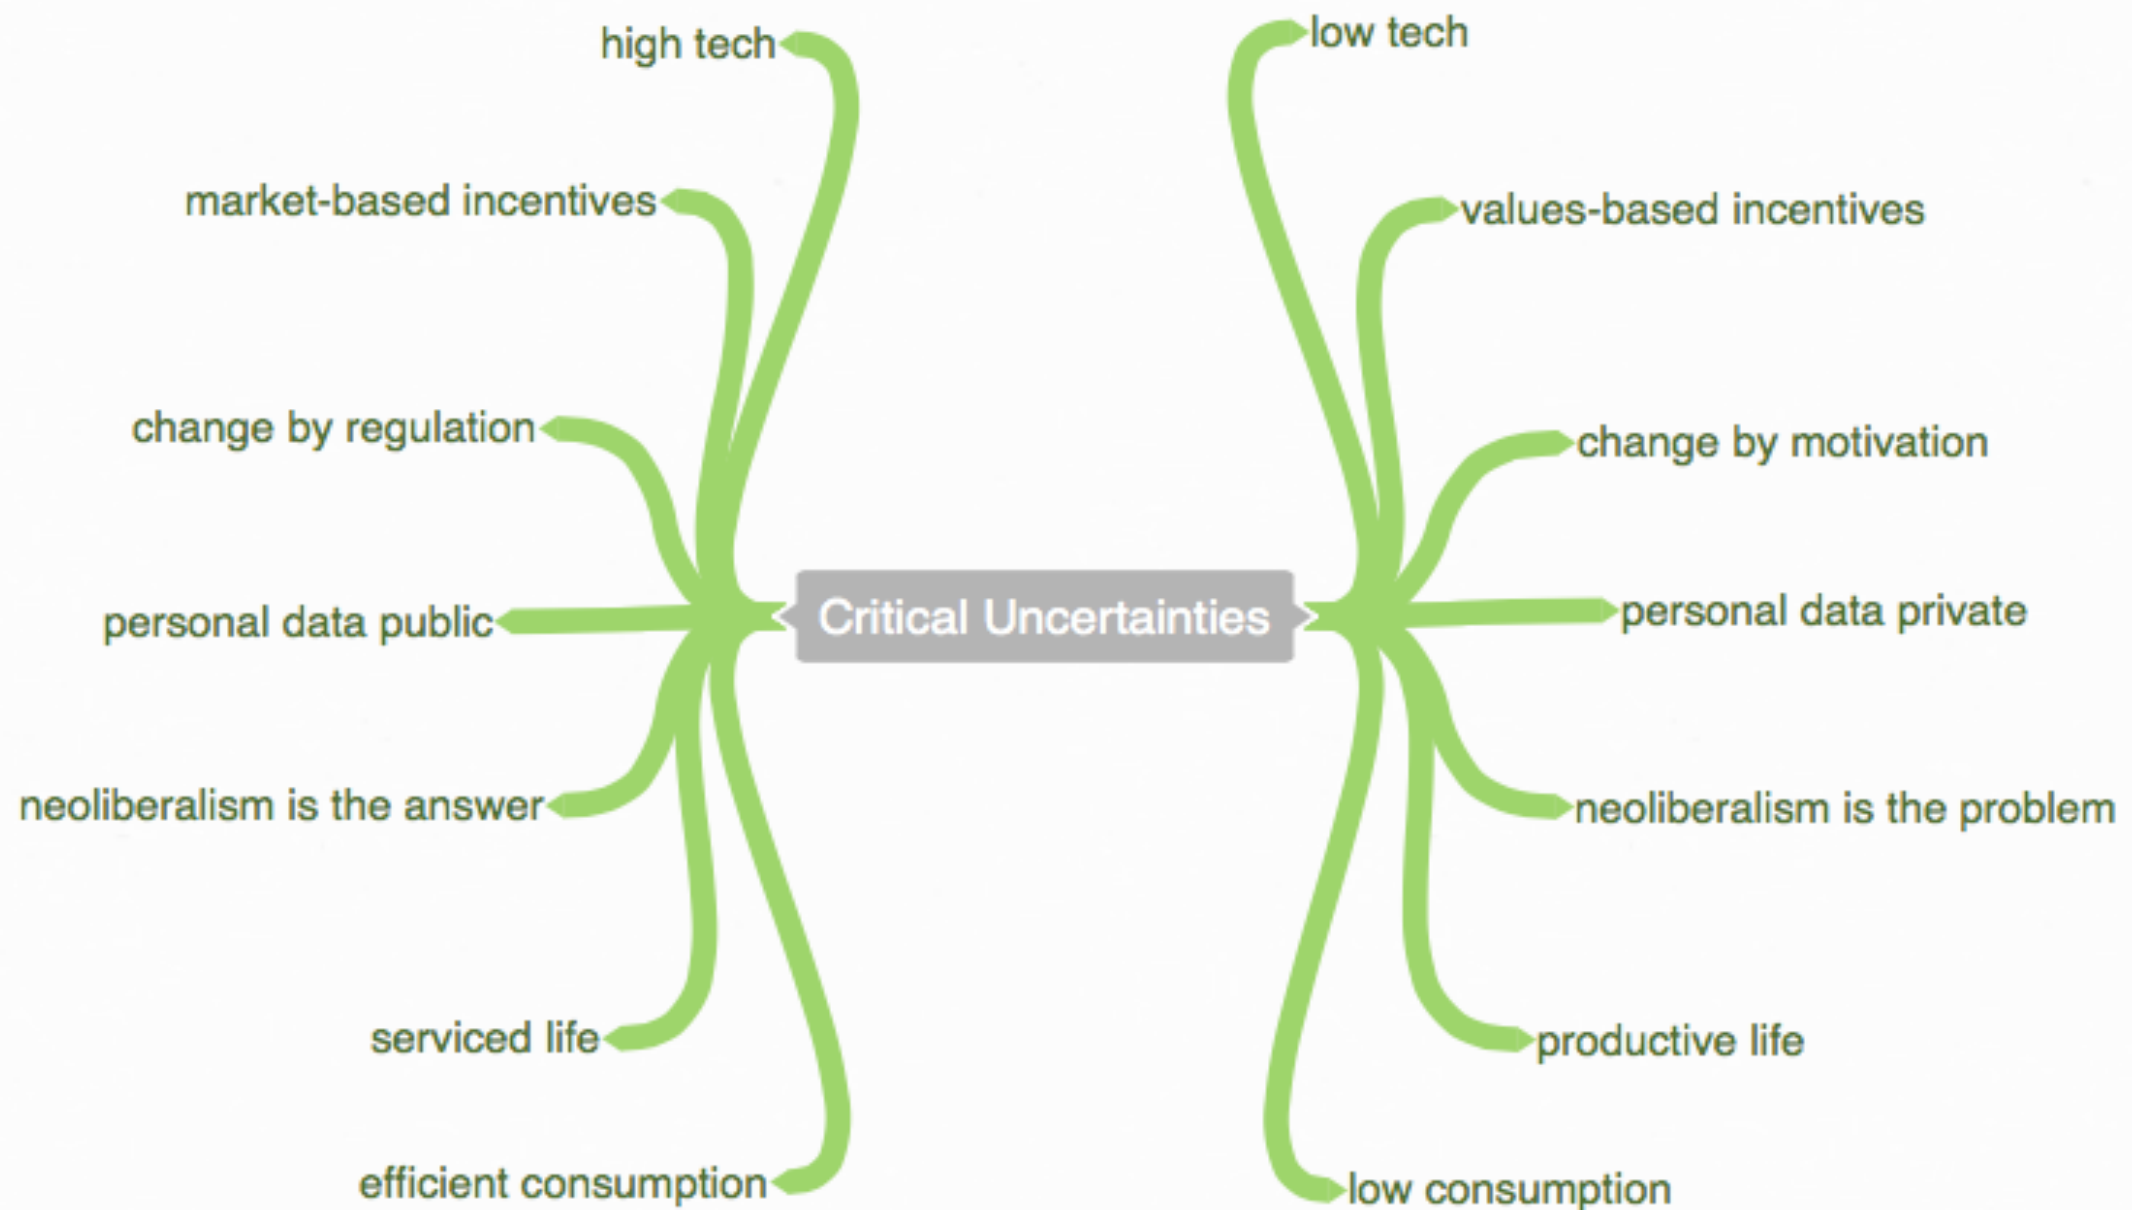 high tech
low tech
market-based incentives
values-based incentives
change by regulation
change by motivation
personal data public
Critical Uncertainties
personal data private
neoliberalism is the answer
neoliberalism is the problem
serviced life
productive life
efficient consumption
low consumption